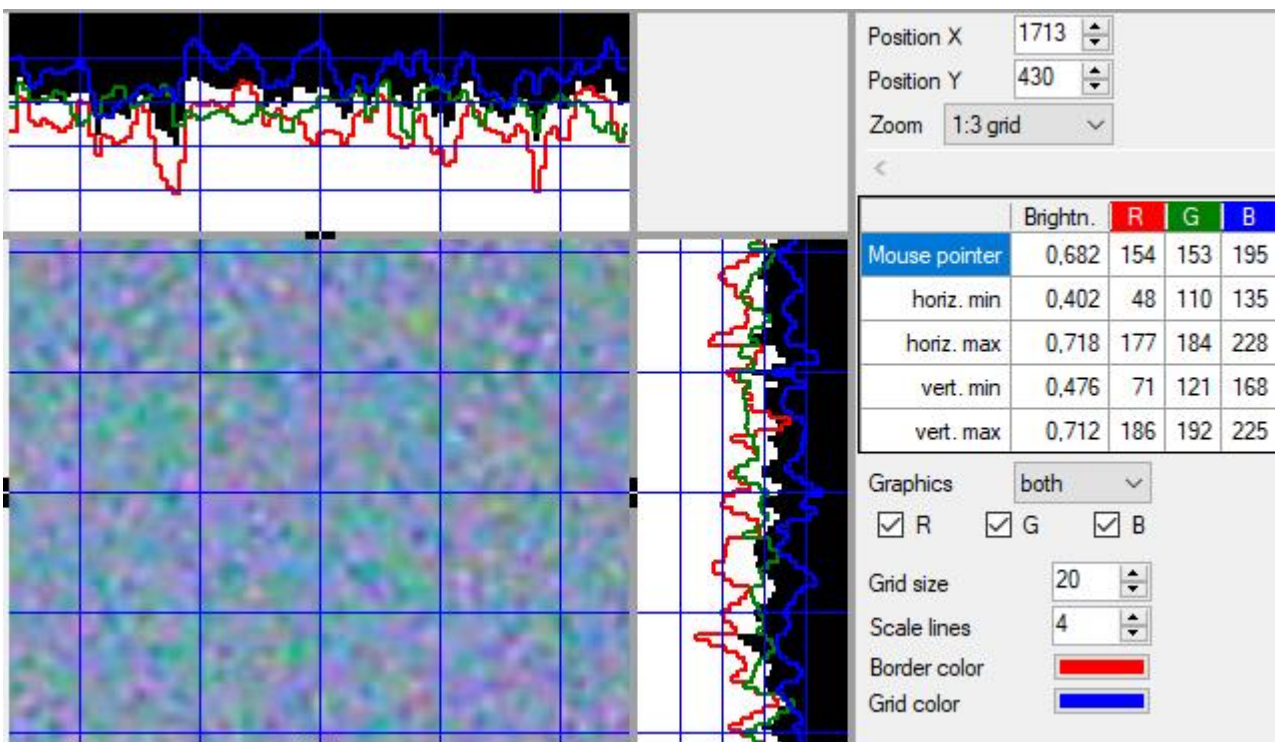 Position X 1713
Position Y 430
Zoom 1:3 grid
<
Brightn. R G B
Mouse pointer 0,682 154 153 195
horiz. min 0,402 48 110 135
horiz. max 0,718 177 184 228
vert. min 0,476 71 121 168
vert. max 0,712 186 192 225
Graphics both
R G B
Grid size 20
Scale lines 4
Border color
Grid color